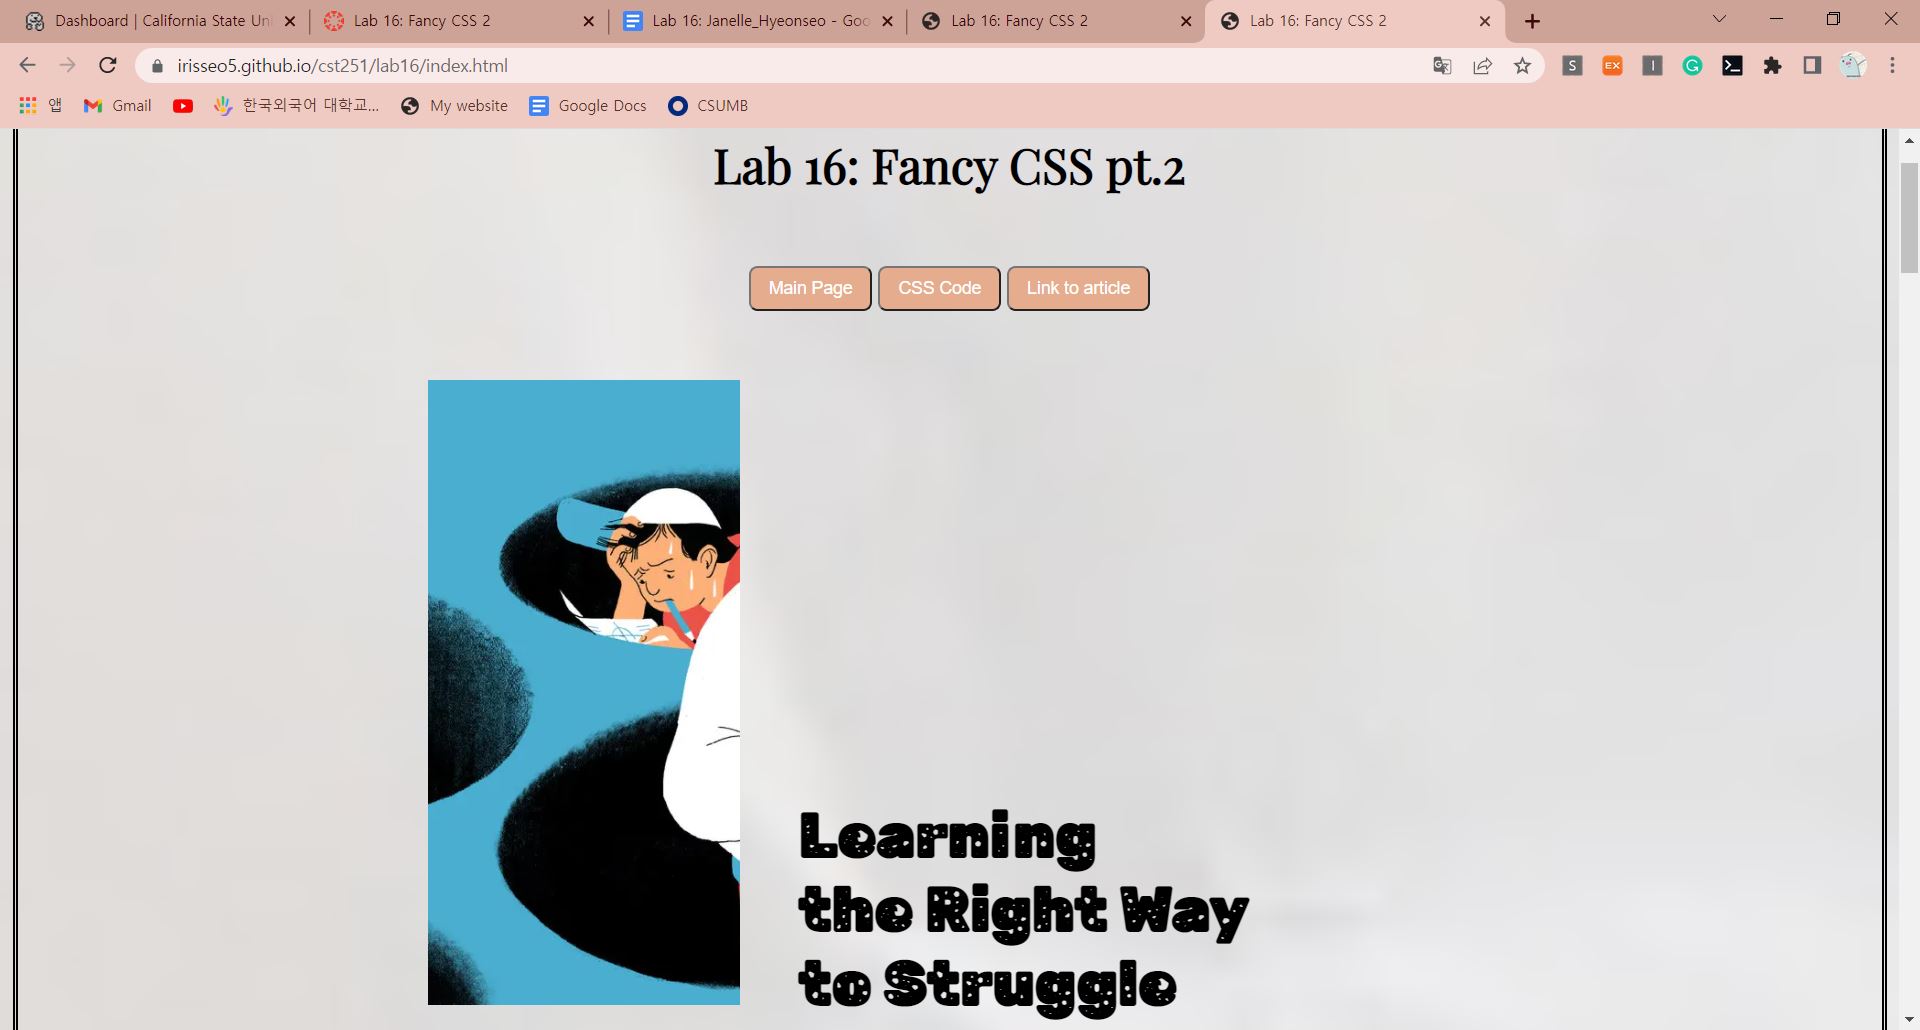 Dashboard | California State Un
Lab 16: Fancy CSS 2
Lab 16: Janelle_Hyeonseo - Goo
Lab 16: Fancy CSS 2
Lab 16: Fancy CSS 2
irisseo5.github.io/cst251/lab16/index.html
앱
Gmail
한국외국어 대학교...
My website
Google Docs
CSUMB
Lab 16: Fancy CSS pt.2
Main Page
CSS Code
Link to article
Learning
the Right Way
to Struggle